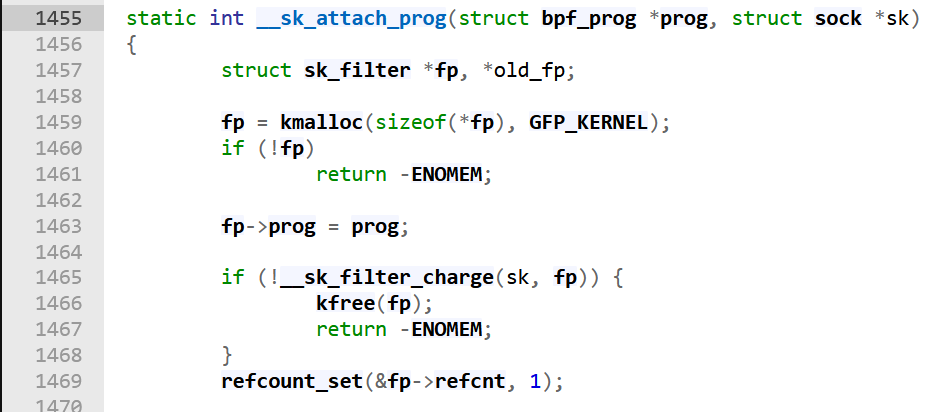 1455 static int __sk_attach_prog(struct bpf_prog *prog, struct sock *sk)
1456 {
1457         struct sk_filter *fp, *old_fp;
1458
1459         fp = kmalloc(sizeof(*fp), GFP_KERNEL);
1460         if (!fp)
1461                 return -ENOMEM;
1462
1463         fp->prog = prog;
1464
1465         if (!__sk_filter_charge(sk, fp)) {
1466                 kfree(fp);
1467                 return -ENOMEM;
1468         }
1469         refcount_set(&fp->refcnt, 1);
1470